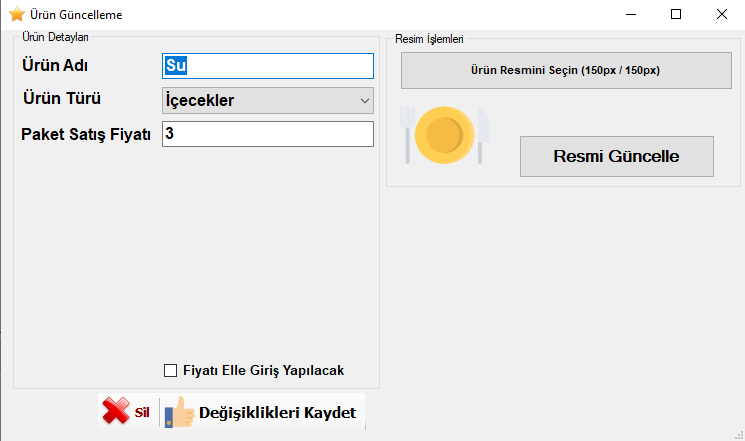 Ürün Güncelleme
Ürün Detayları
Ürün Adı
Su
Ürün Türü
İçecekler
Paket Satış Fiyatı
3
Fiyatı Elle Giriş Yapılacak
Sil
Değişiklikleri Kaydet
Resim İşlemleri
Ürün Resmini Seçin (150px / 150px)
Resmi Güncelle